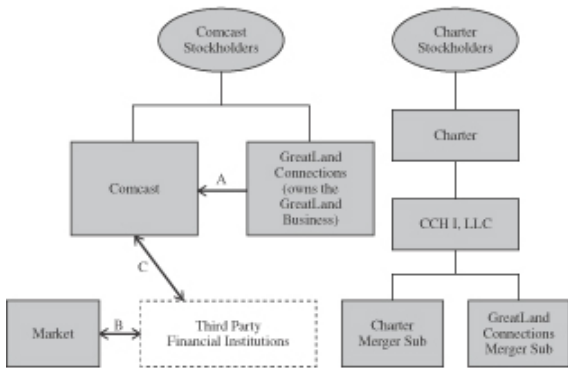 Comcast
Stockholders
Charter
Stockholders
Comcast
A
GreatLand
Connections
(owns the
GreatLand
Business)
Charter
CCH I, LLC
C
Market
B
Third Party
Financial Institutions
Charter
Merger Sub
GreatLand
Connections
Merger Sub